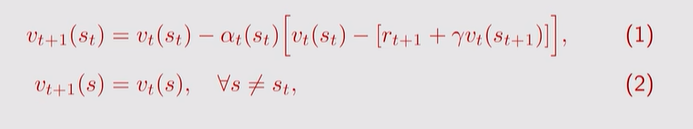 v_{t+1}(s_t) = v_t(s_t) − α_t(s_t)[v_t(s_t) − [r_{t+1} + γv_t(s_{t+1})]], (1)
v_{t+1}(s) = v_t(s), ∀s ≠ s_t, (2)